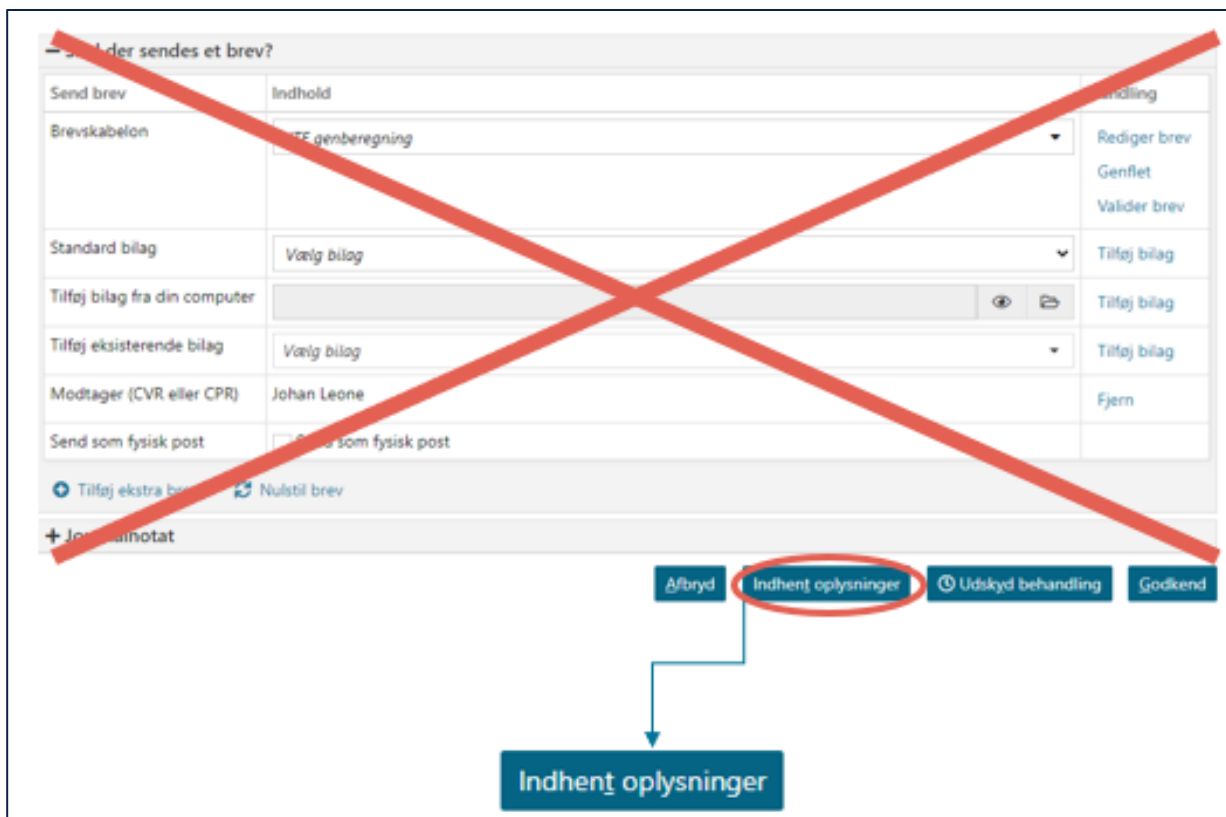 der sendes et brev?
Send brev Indhold
Brevskabelon genberegning Rediger brev
Genflet
Valider brev
Standard bilag Vælg bilag Tilføj bilag
Tilføj bilag fra din computer Tilføj bilag
Tilføj eksisterende bilag Vælg bilag Tilføj bilag
Modtager (CVR eller CPR) Johan Leone Fjern
Send som fysisk post som fysisk post
Tilføj ekstra Nulstil brev
Afbryd Indhent oplysninger Udskyd behandling Godkend
Indhent oplysninger